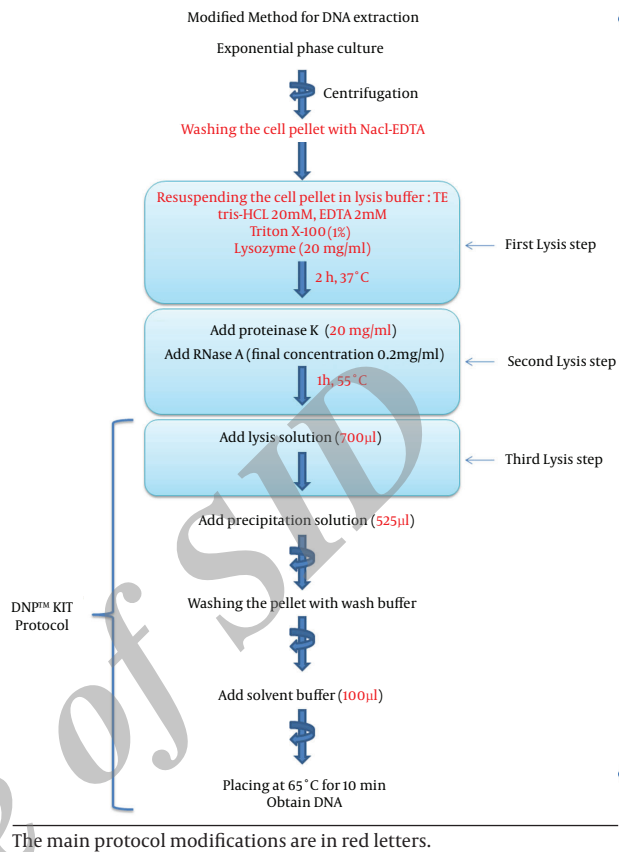 Modified Method for DNA extraction
Exponential phase culture
Centrifugation
Washing the cell pellet with Nacl-EDTA
Resuspending the cell pellet in lysis buffer : TE
tris-HCL 20mM, EDTA 2mM
Triton X-100 (1%)
Lysozyme (20 mg/ml)
First Lysis step
2 h, 37°C
Add proteinase K (20 mg/ml)
Add RNase A (final concentration 0.2mg/ml)
Second Lysis step
1h, 55°C
Add lysis solution (700µl)
Third Lysis step
Add precipitation solution (525µl)
DNP™ KIT
Protocol
Washing the pellet with wash buffer
Add solvent buffer (100µl)
Placing at 65°C for 10 min
Obtain DNA
The main protocol modifications are in red letters.
of SID